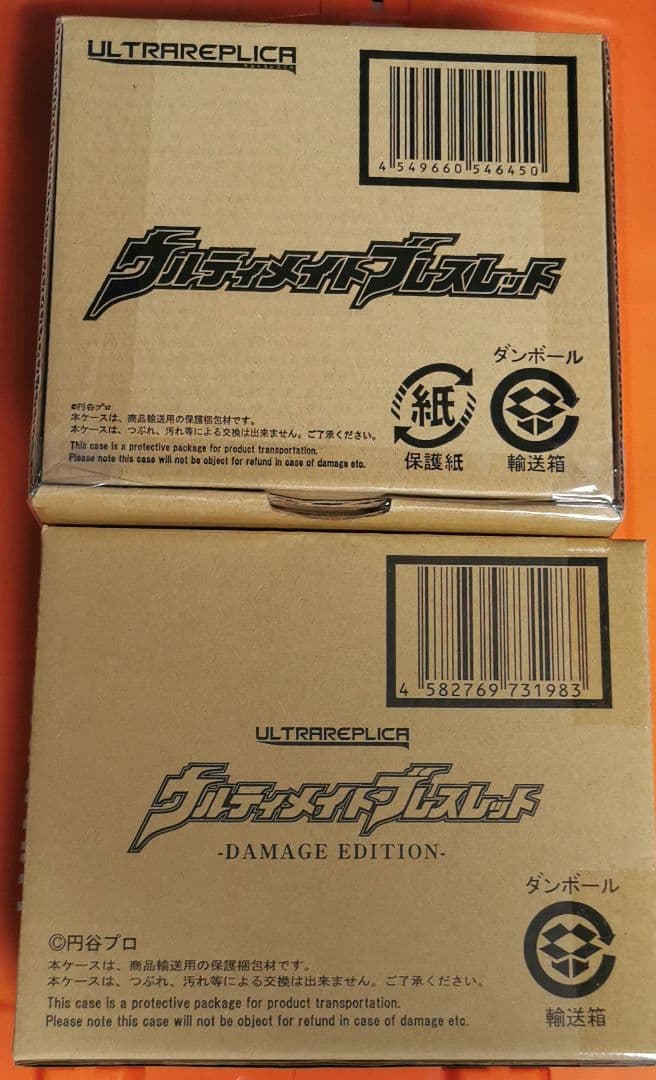 ULTRAREPLICA
ウルトラレプリカ
4 549660 546450
ウルティメイトブレスレット
ダンボール
紙
保護紙
輸送箱
©円谷プロ
本ケースは、商品輸送用の保護梱包材です。
本ケースは、つぶれ、汚れ等による交換は出来ません。ご了承ください。
This case is a protective package for product transportation.
Please note this case will not be object for refund in case of damage etc.
4 582769 731983
ULTRAREPLICA
ウルティメイトブレスレット
-DAMAGE EDITION-
ダンボール
輸送箱
©円谷プロ
本ケースは、商品輸送用の保護梱包材です。
本ケースは、つぶれ、汚れ等による交換は出来ません。ご了承ください。
This case is a protective package for product transportation.
Please note this case will not be object for refund in case of damage etc.